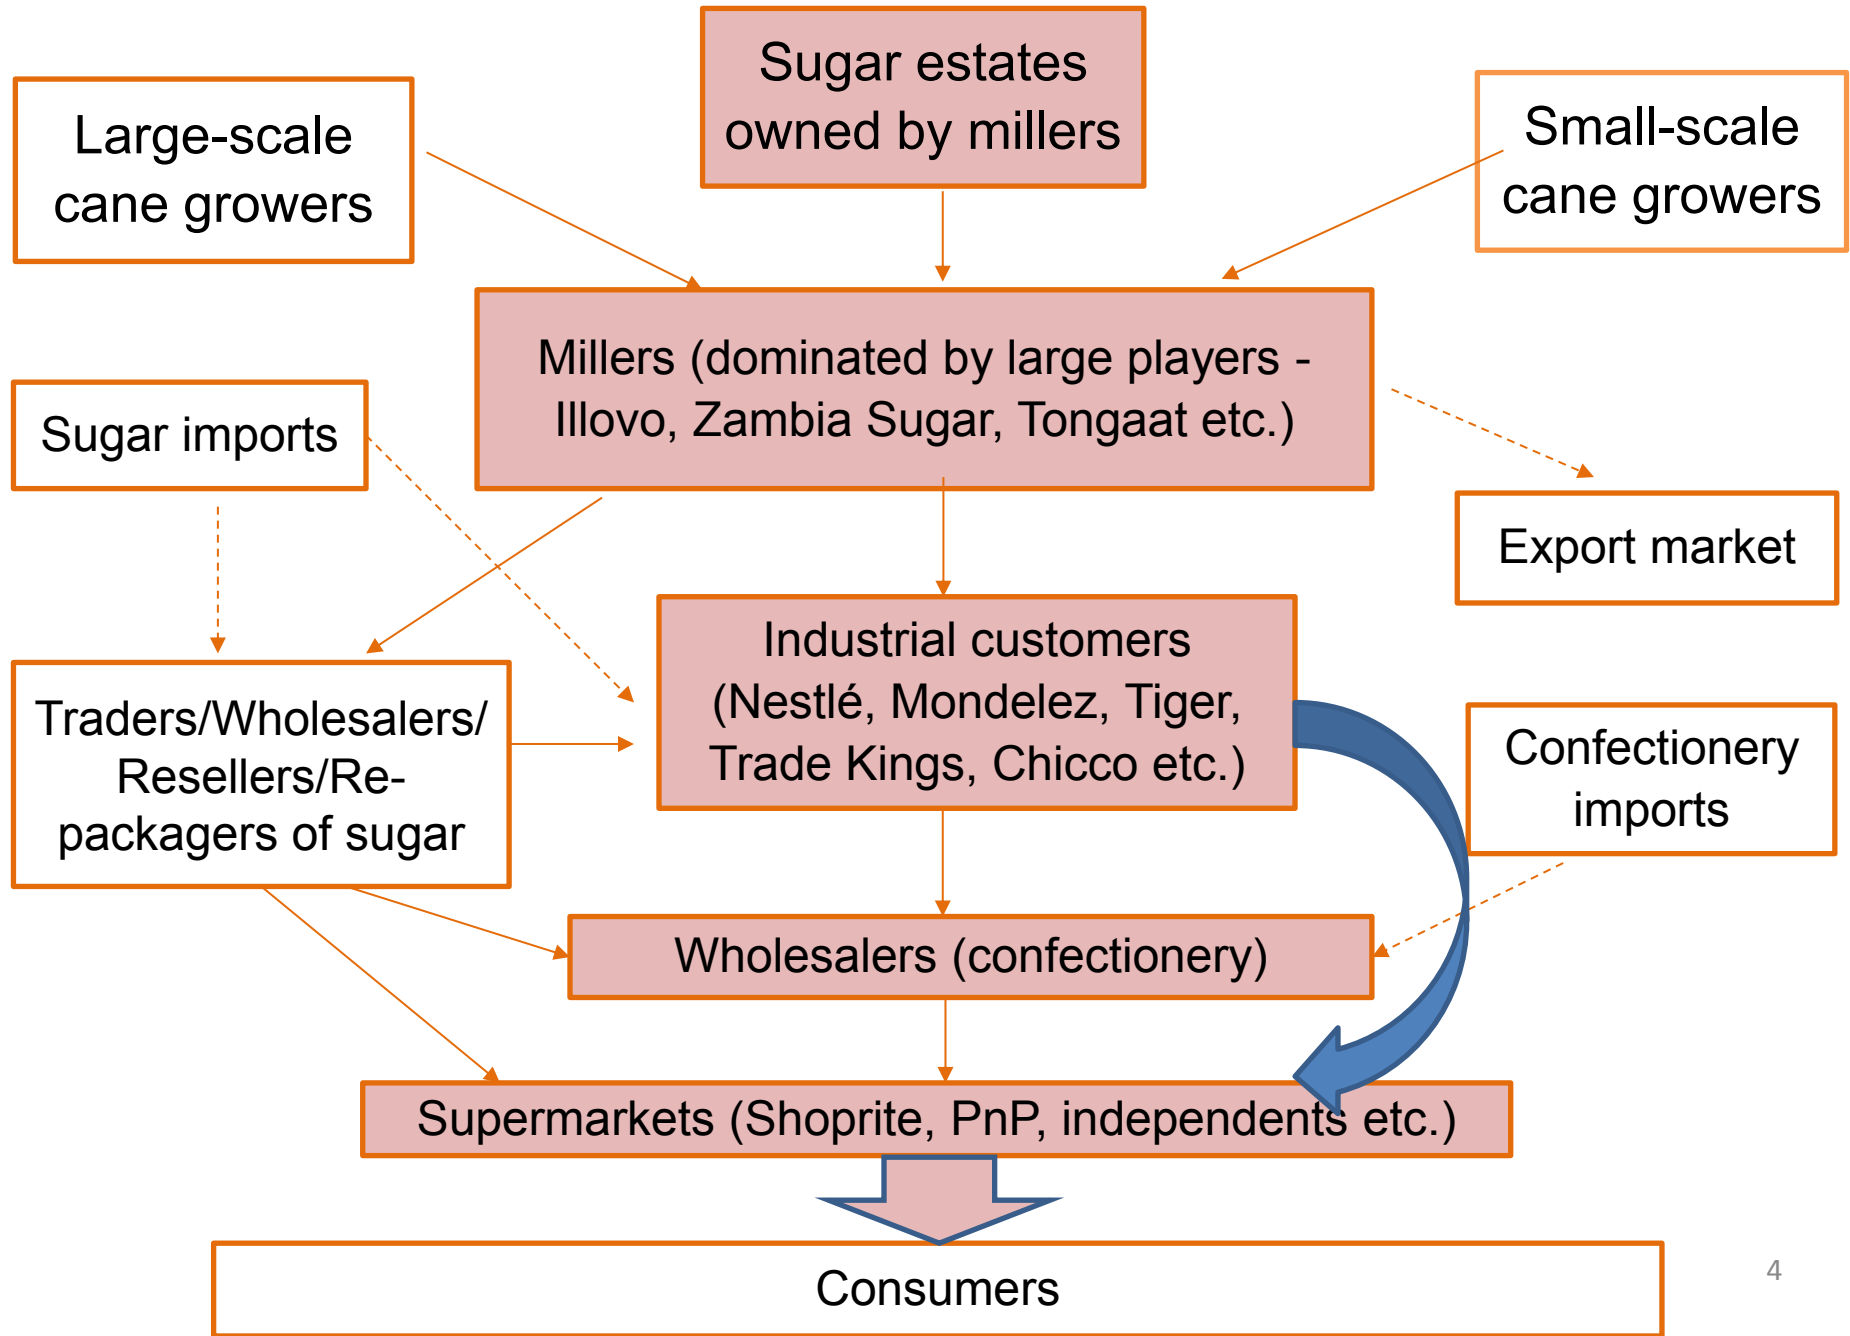 Sugar estates
owned by millers
Large-scale
cane growers
Small-scale
cane growers
Millers (dominated by large players -
Illovo, Zambia Sugar, Tongaat etc.)
Sugar imports
Export market
Industrial customers
(Nestlé, Mondelez, Tiger,
Trade Kings, Chicco etc.)
Traders/Wholesalers/
Resellers/Re-
packagers of sugar
Confectionery
imports
Wholesalers (confectionery)
Supermarkets (Shoprite, PnP, independents etc.)
Consumers
4